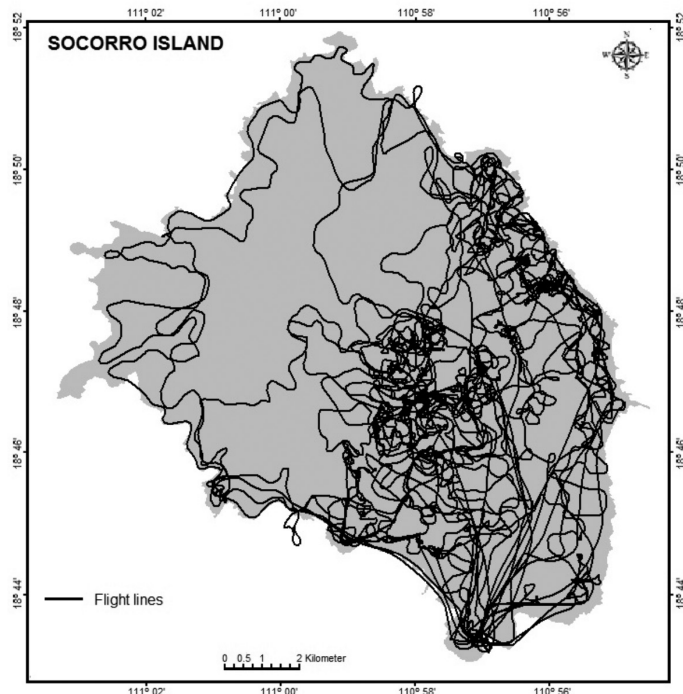 111° 02' 111° 00' 110° 58' 110° 56'
18° 52' 18° 52'
SOCORRO ISLAND
N
W E
S
18° 50' 18° 50'
18° 48' 18° 48'
18° 46' 18° 46'
18° 44' 18° 44'
Flight lines
0 0.5 1 2 Kilometer
111° 02' 111° 00' 110° 58' 110° 56'